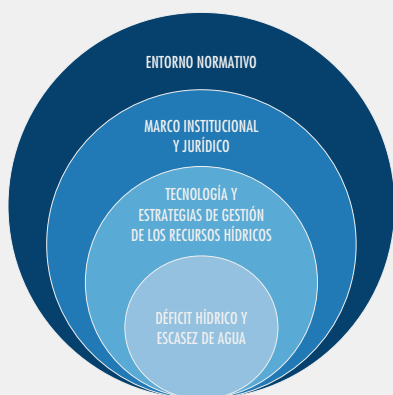 ENTORNO NORMATIVO
MARCO INSTITUCIONAL
Y JURÍDICO
TECNOLOGÍA Y
ESTRATEGIAS DE GESTIÓN
DE LOS RECURSOS HÍDRICOS
DÉFICIT HÍDRICO Y
ESCASEZ DE AGUA